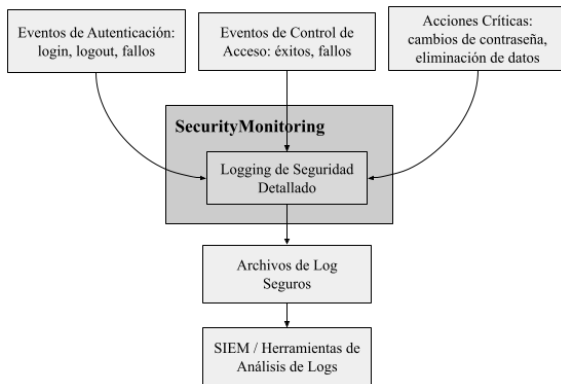 Eventos de Autenticación:
login, logout, fallos
Eventos de Control de
Acceso: éxitos, fallos
Acciones Críticas:
cambios de contraseña,
eliminación de datos
SecurityMonitoring
Logging de Seguridad
Detallado
Archivos de Log
Seguros
SIEM / Herramientas de
Análisis de Logs